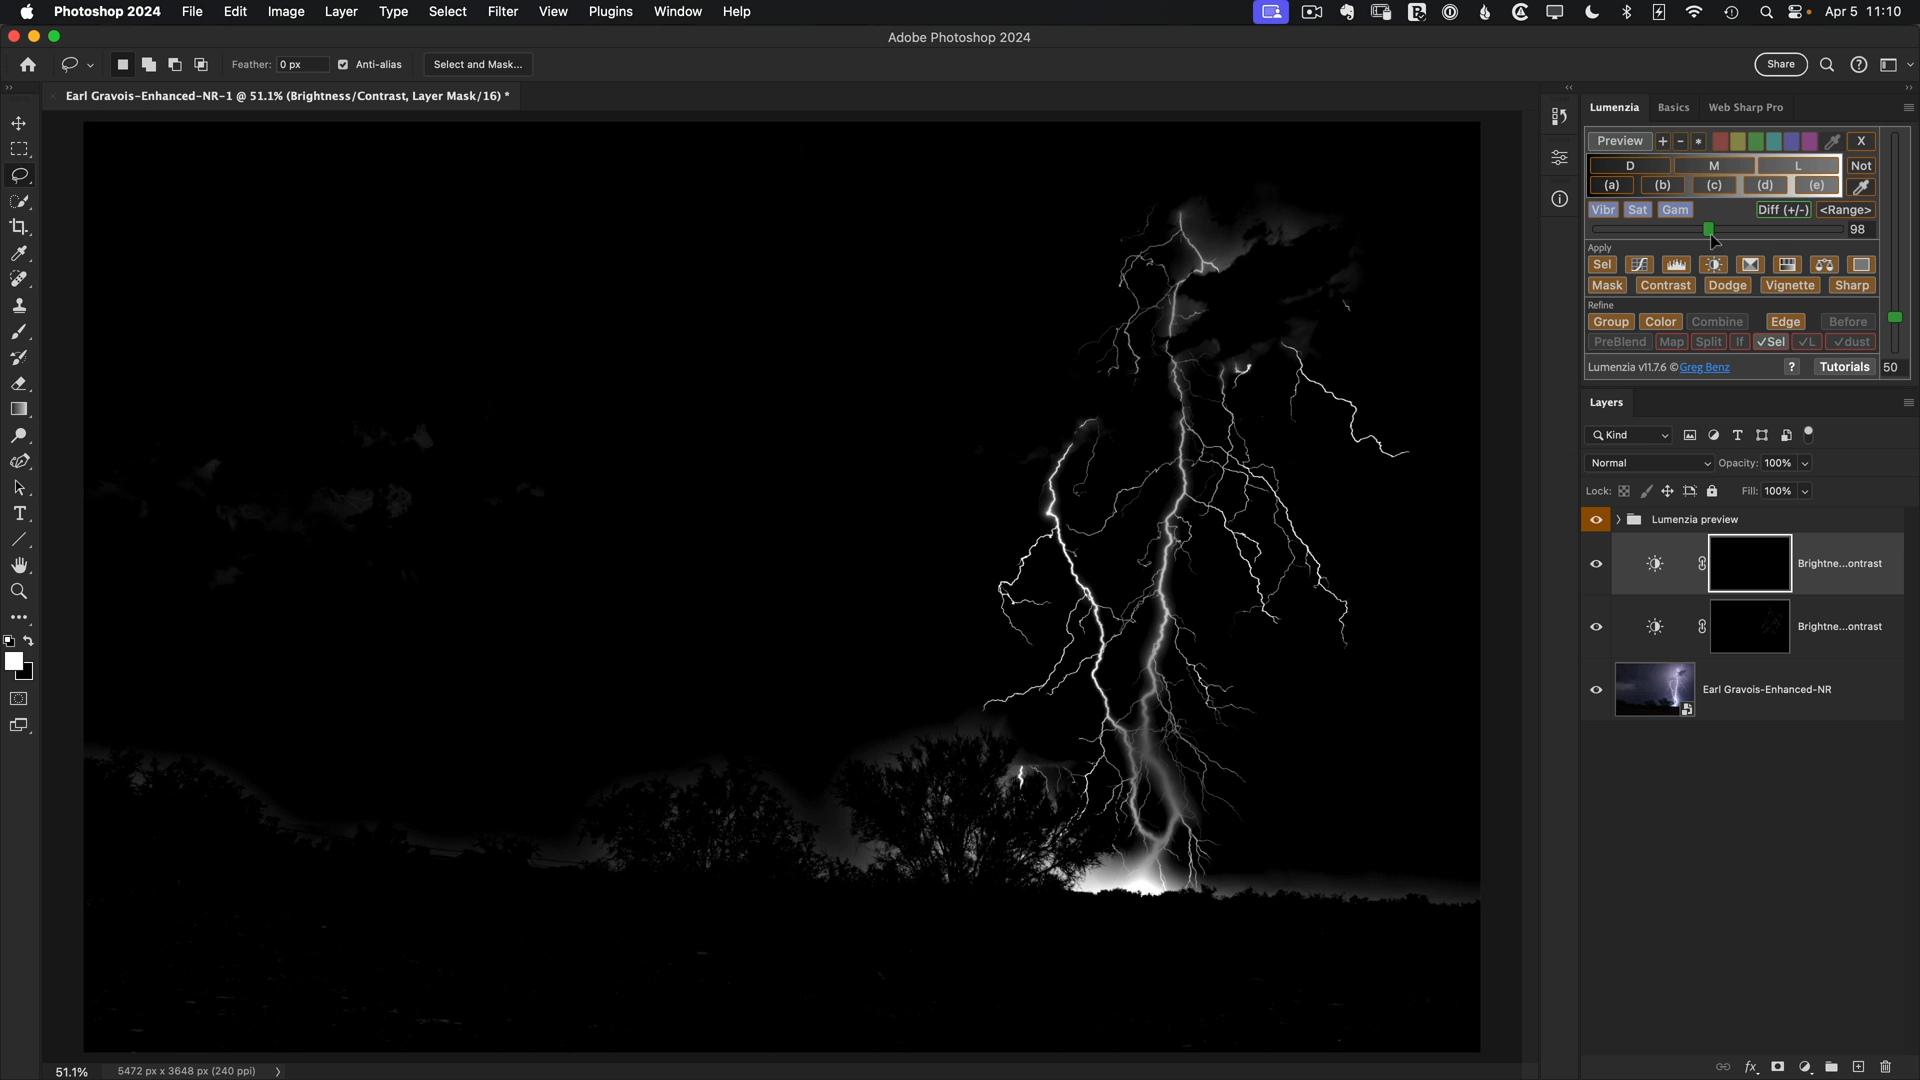 Photoshop 2024 File Edit Image Layer Type Select Filter View Plugins Window Help Apr 5 11:10
Adobe Photoshop 2024
Feather: 0 px Anti-alias Select and Mask... Share
Earl Gravois-Enhanced-NR-1 @ 51.1% (Brightness/Contrast, Layer Mask/16) *
Lumenzia Basics Web Sharp Pro
Preview + - * X
D M L Not
(a) (b) (c) (d) (e)
Vibr Sat Gam Diff (+/-) <Range>
98
Apply
Sel
Mask Contrast Dodge Vignette Sharp
Refine
Group Color Combine Edge Before
PreBlend Map Split If ✓Sel ✓L ✓dust
Lumenzia v11.7.6 © Greg Benz ? Tutorials 50
Layers
Kind
Normal Opacity: 100%
Lock: Fill: 100%
Lumenzia preview
Brightne...ontrast
Brightne...ontrast
Earl Gravois-Enhanced-NR
51.1% 5472 px x 3648 px (240 ppi)